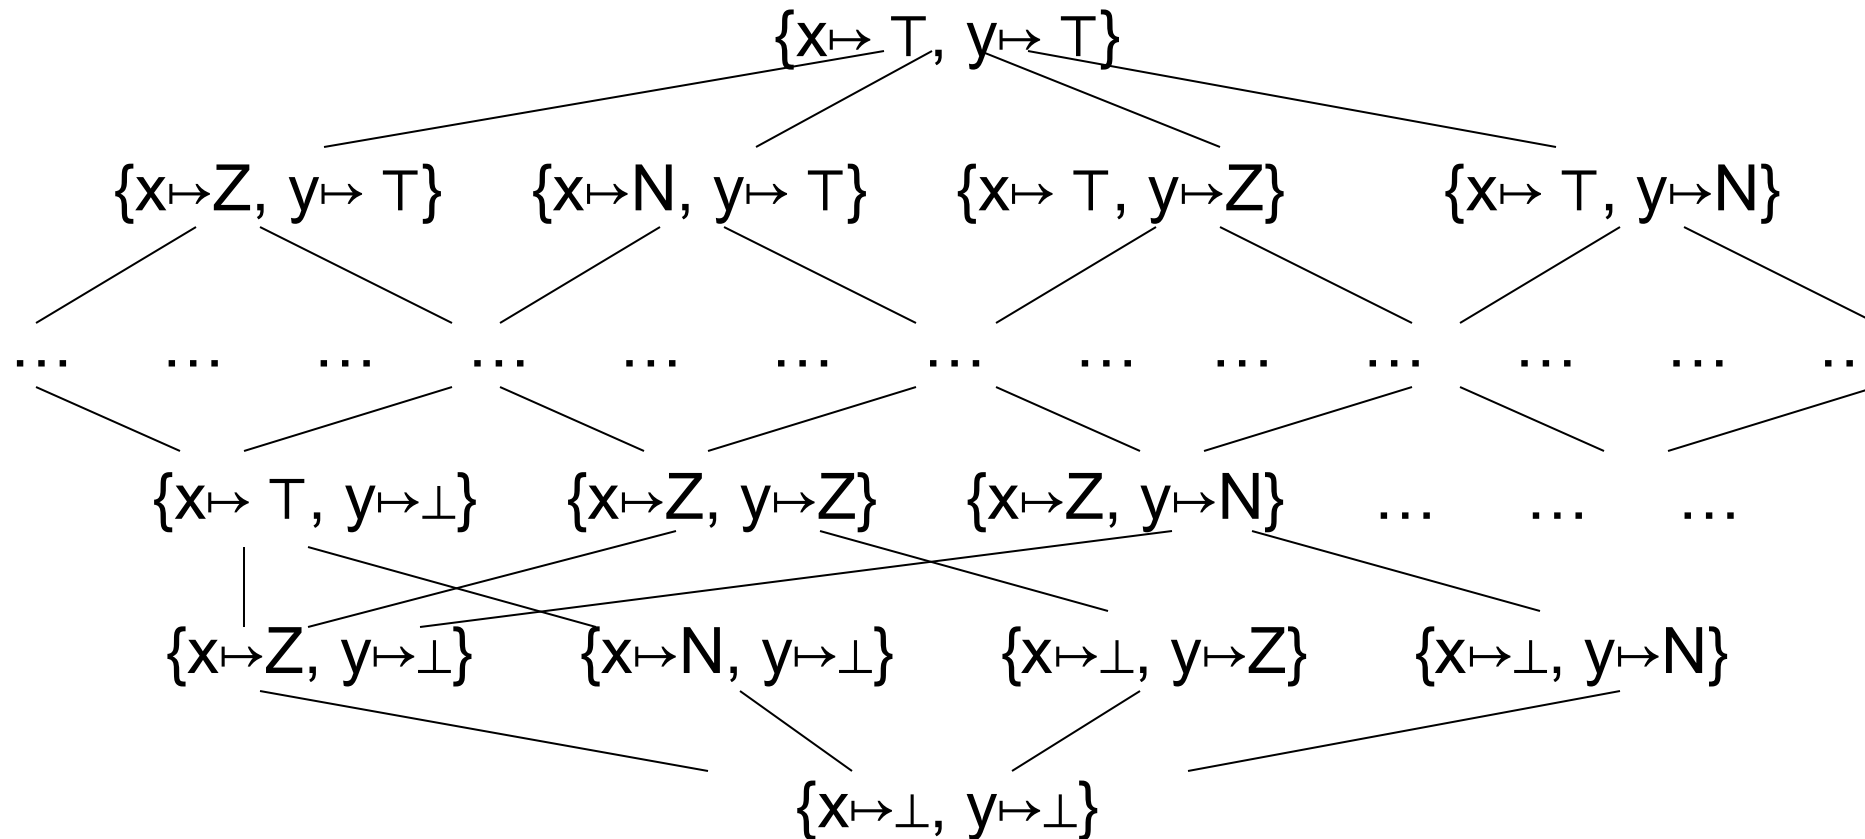 {x↦ ⊤, y↦ ⊤}
{x↦Z, y↦ ⊤} {x↦N, y↦ ⊤} {x↦ ⊤, y↦Z} {x↦ ⊤, y↦N}
… … … … … … … … … … … … …
{x↦ ⊤, y↦⊥} {x↦Z, y↦Z} {x↦Z, y↦N} … … …
{x↦Z, y↦⊥} {x↦N, y↦⊥} {x↦⊥, y↦Z} {x↦⊥, y↦N}
{x↦⊥, y↦⊥}